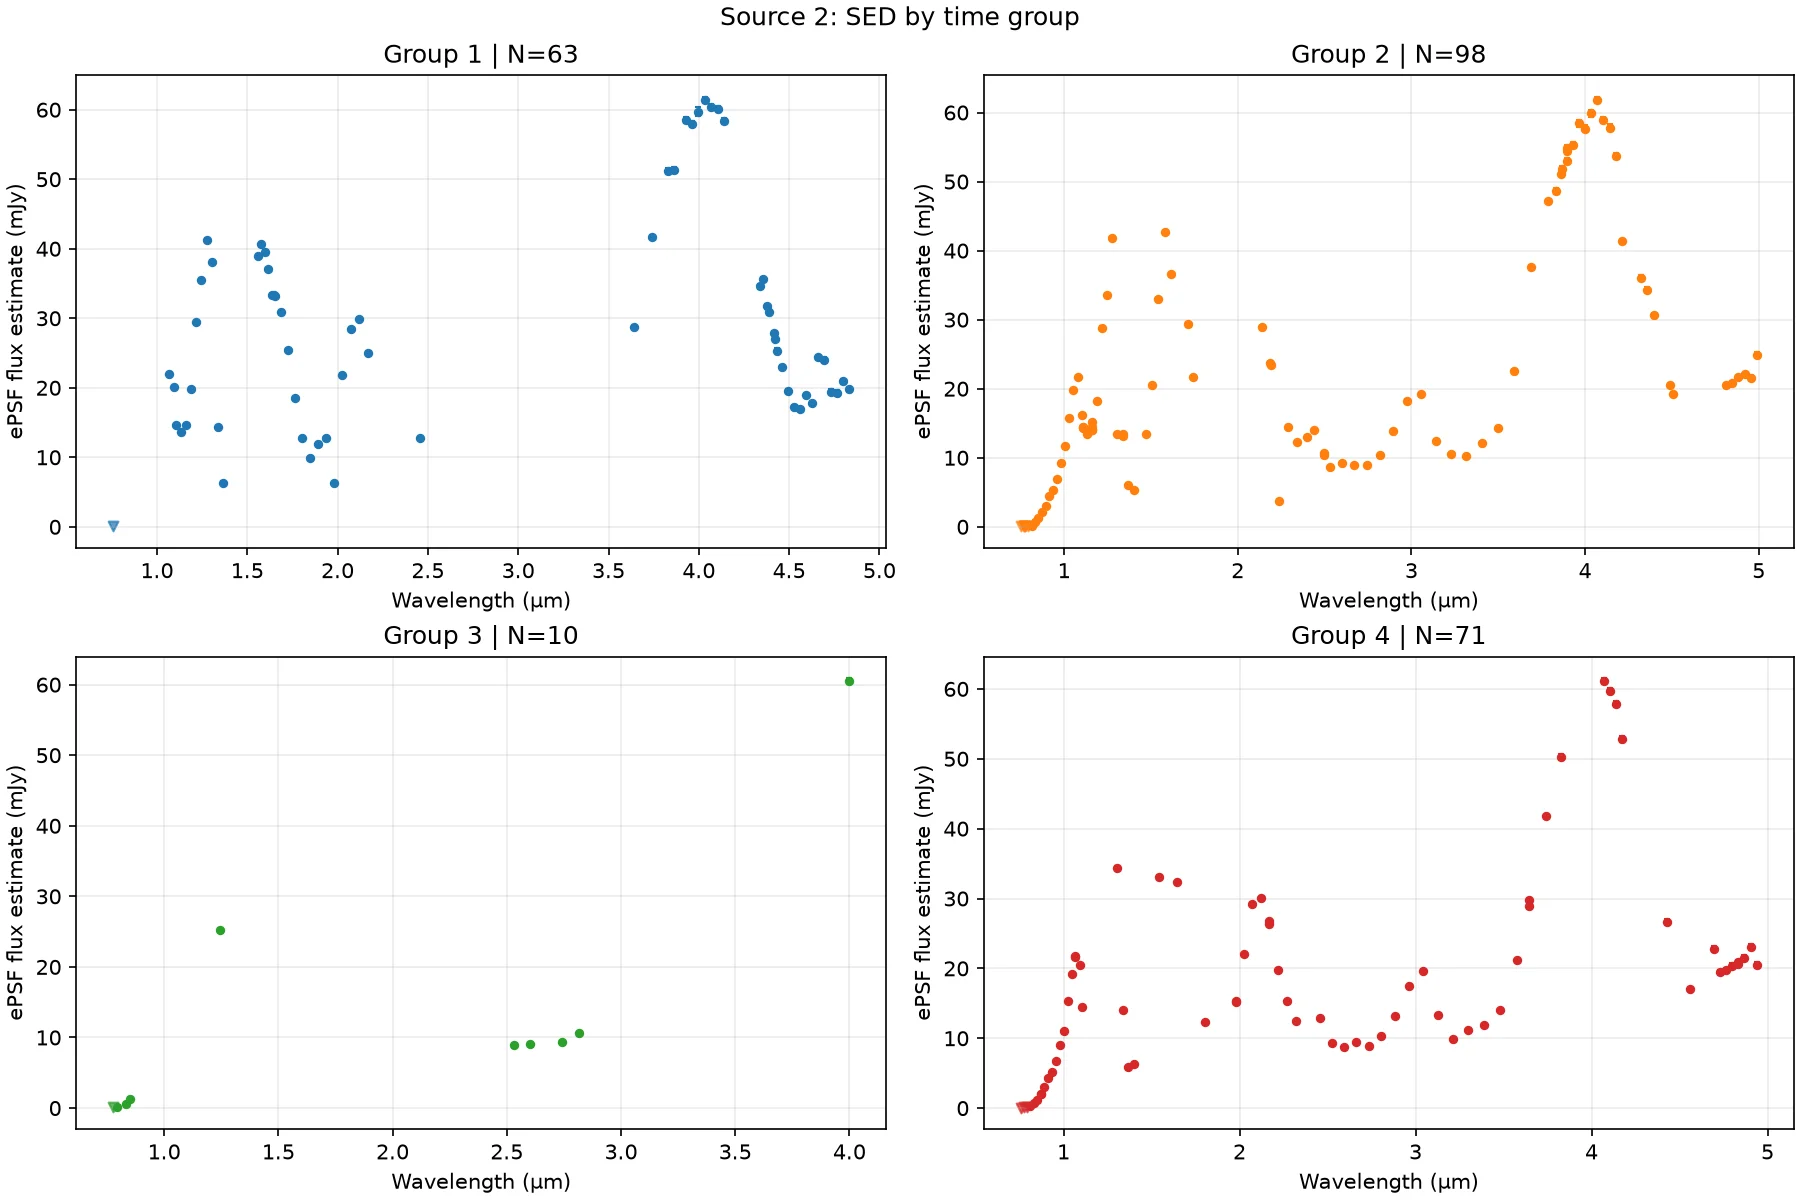 Source 2: SED by time group
Group 1 | N=63
60
50
40
30
20
10
0
ePSF flux estimate (mJy)
1.0 1.5 2.0 2.5 3.0 3.5 4.0 4.5 5.0
Wavelength (μm)
Group 2 | N=98
60
50
40
30
20
10
0
ePSF flux estimate (mJy)
1 2 3 4 5
Wavelength (μm)
Group 3 | N=10
60
50
40
30
20
10
0
ePSF flux estimate (mJy)
1.0 1.5 2.0 2.5 3.0 3.5 4.0
Wavelength (μm)
Group 4 | N=71
60
50
40
30
20
10
0
ePSF flux estimate (mJy)
1 2 3 4 5
Wavelength (μm)